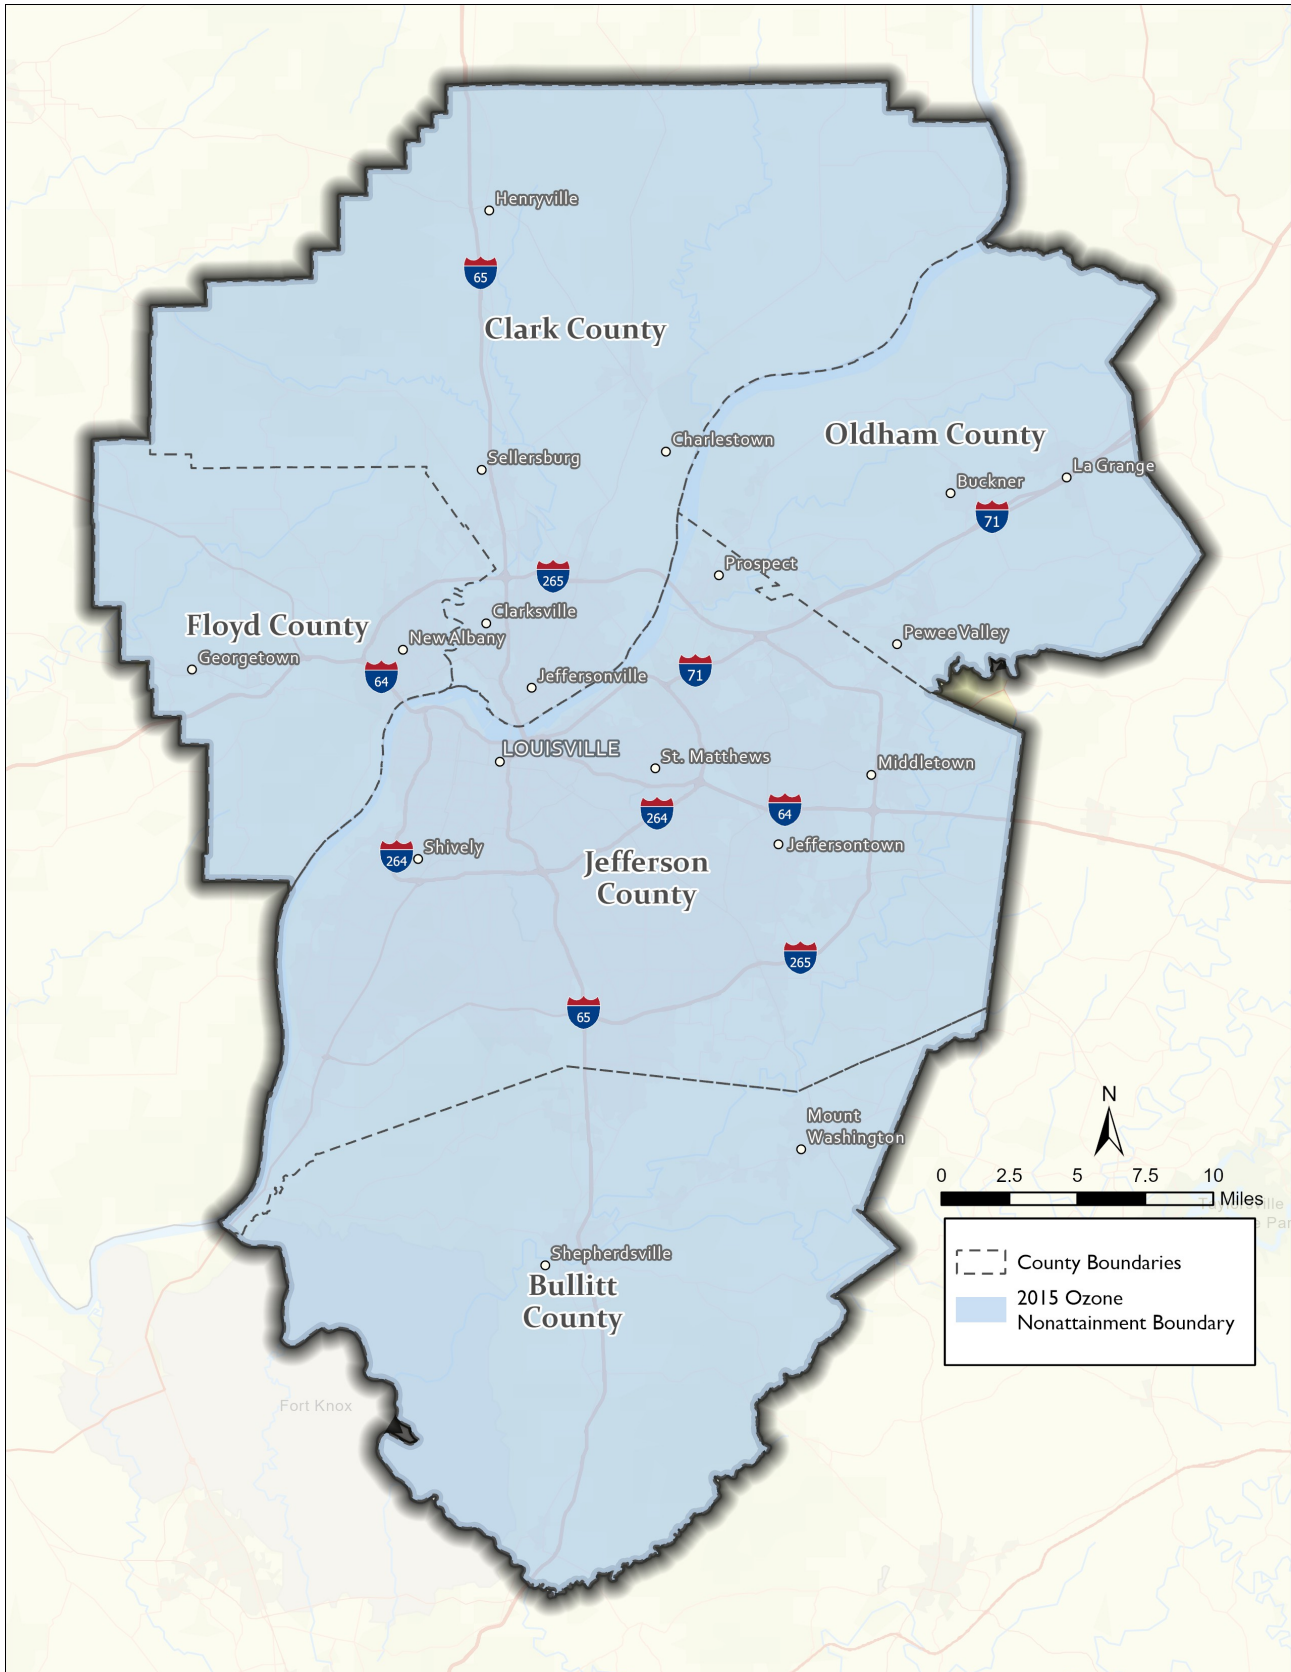 Henryville
65
Clark County
Charlestown
Oldham County
Sellersburg
La Grange
Buckner
71
Prospect
265
Clarksville
Floyd County
New Albany
Pewee Valley
Georgetown
64
Jeffersonville
71
LOUISVILLE
St. Matthews
Middletown
264
64
Shively
264
Jeffersontown
Jefferson
County
265
65
N
Mount
Washington
0 2.5 5 7.5 10
Miles
Taylorsville
Shepherdsville
Bullitt
County
County Boundaries
2015 Ozone
Nonattainment Boundary
Fort Knox